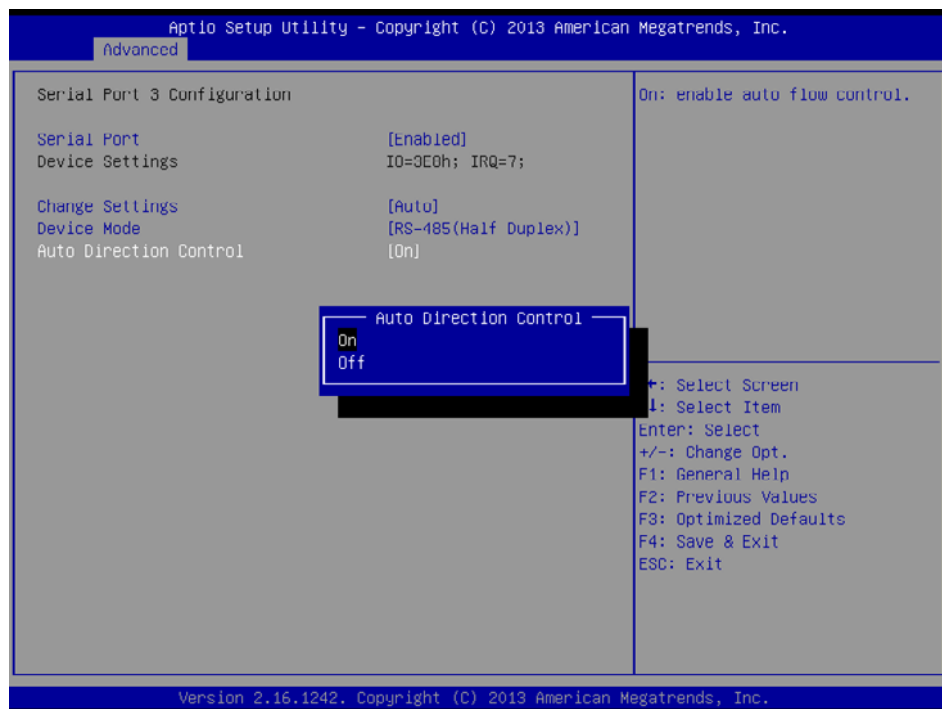 Aptio Setup Utility – Copyright (C) 2013 American Megatrends, Inc.
Advanced
Serial Port 3 Configuration
Serial Port [Enabled]
Device Settings IO=3E0h; IRQ=7;
Change Settings [Auto]
Device Mode [RS-485(Half Duplex)]
Auto Direction Control [On]
Auto Direction Control
On
Off
On: enable auto flow control.
: Select Screen
: Select Item
Enter: Select
+/-: Change Opt.
F1: General Help
F2: Previous Values
F3: Optimized Defaults
F4: Save & Exit
ESC: Exit
Version 2.16.1242. Copyright (C) 2013 American Megatrends, Inc.